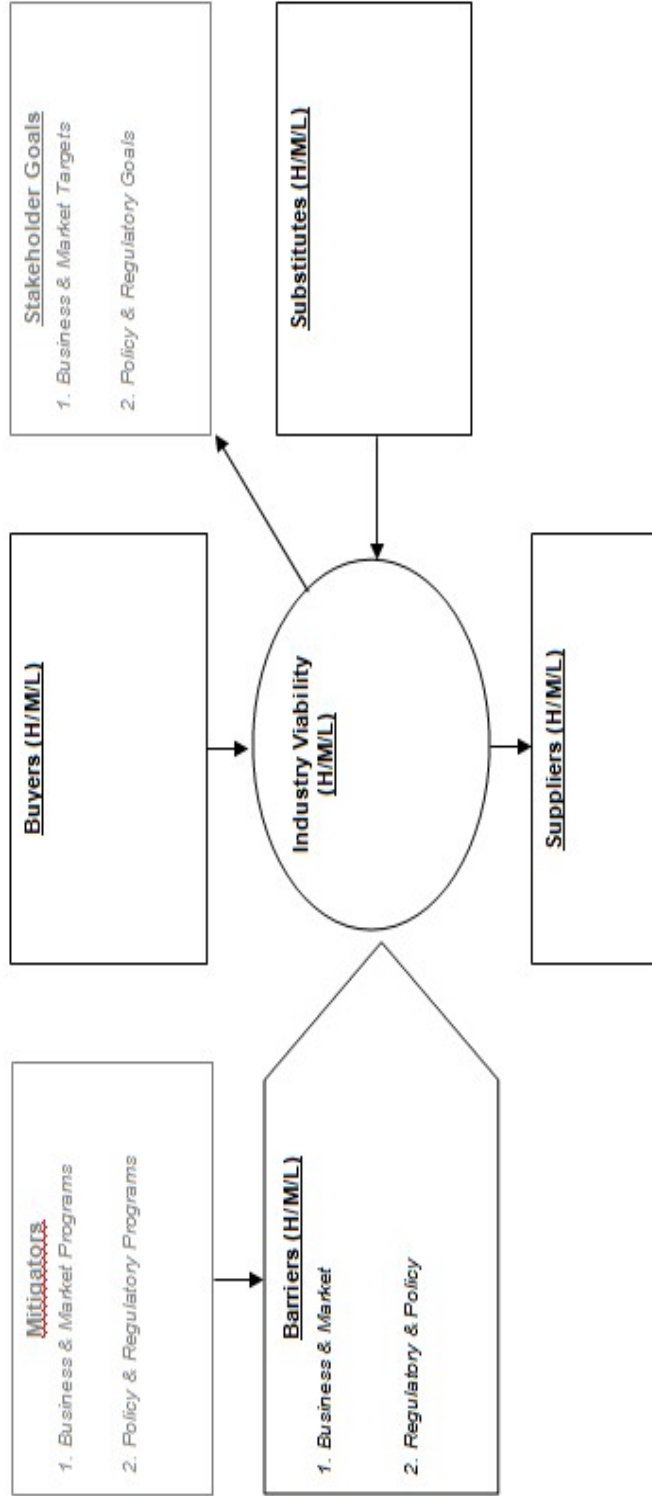 Mitigators
1. Business & Market Programs
2. Policy & Regulatory Programs
Buyers (H/M/L)
Stakeholder Goals
1. Business & Market Targets
2. Policy & Regulatory Goals
Barriers (H/M/L)
1. Business & Market
2. Regulatory & Policy
Industry Viability
(H/M/L)
Substitutes (H/M/L)
Suppliers (H/M/L)